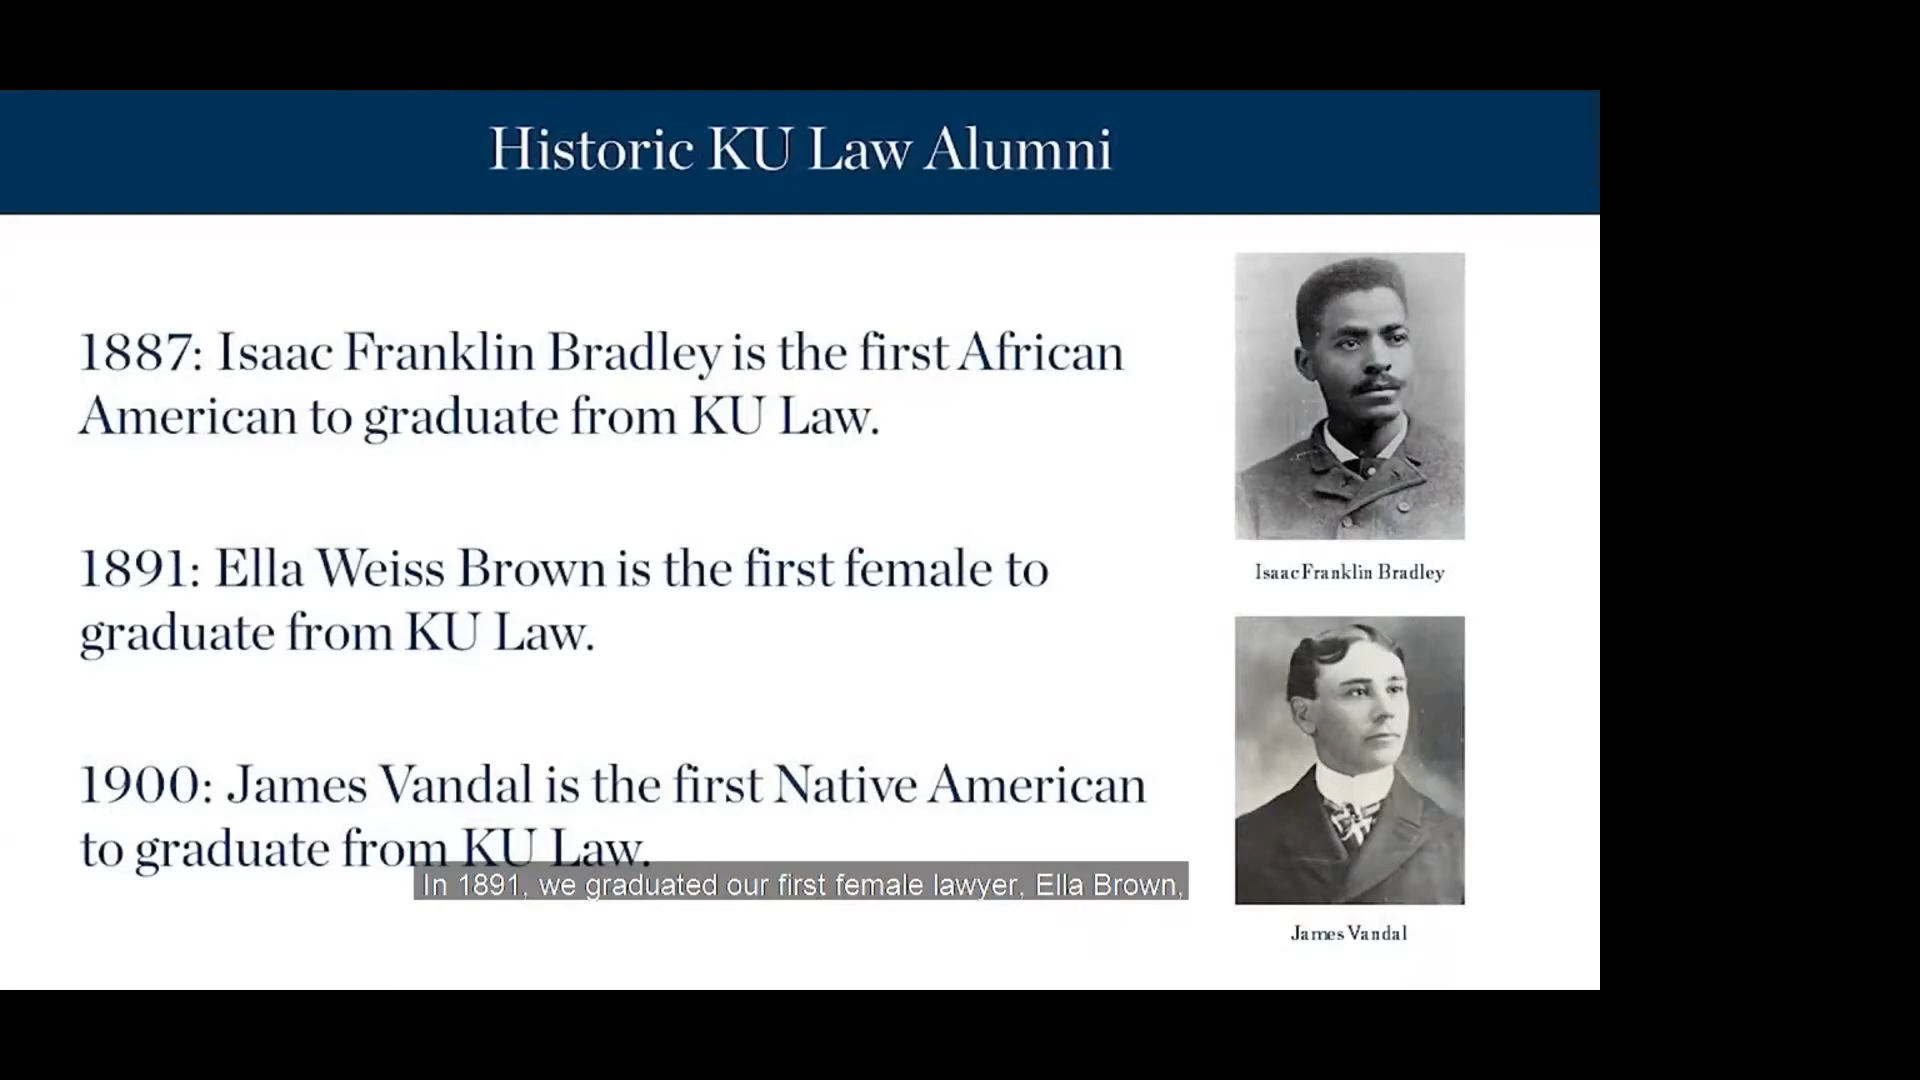 Historic KU Law Alumni
1887: Isaac Franklin Bradley is the first African
American to graduate from KU Law.
1891: Ella Weiss Brown is the first female to
graduate from KU Law.
1900: James Vandal is the first Native American
to graduate from KU Law.
In 1891, we graduated our first female lawyer, Ella Brown,
Isaac Franklin Bradley
James Vandal